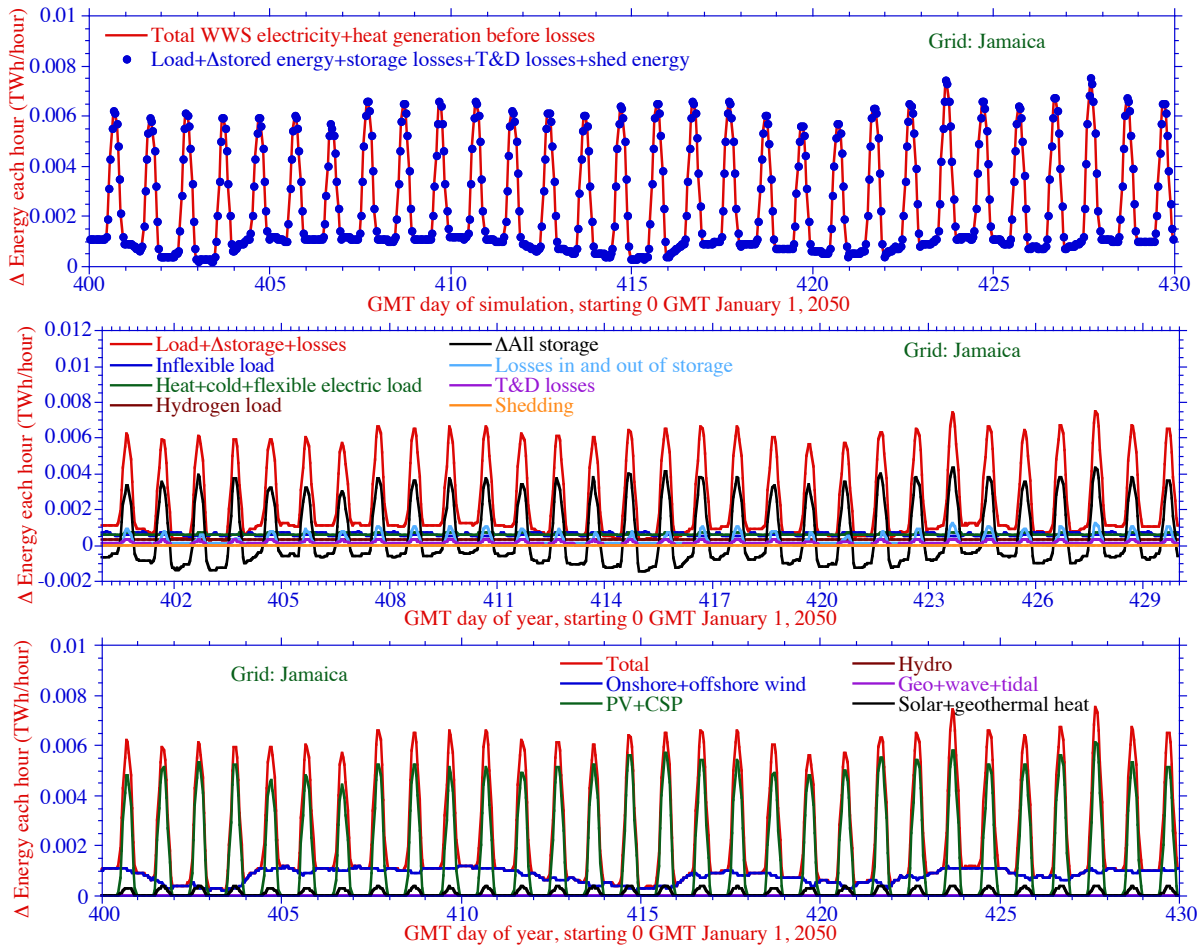 Δ Energy each hour (TWh/hour)
0.01
0.008
0.006
0.004
0.002
0
Total WWS electricity+heat generation before losses
Load+Δstored energy+storage losses+T&D losses+shed energy
Grid: Jamaica
400 405 410 415 420 425 430
GMT day of simulation, starting 0 GMT January 1, 2050
Δ Energy each hour (TWh/hour)
0.012
0.01
0.008
0.006
0.004
0.002
0
-0.002
Load+Δstorage+losses
Inflexible load
Heat+cold+flexible electric load
Hydrogen load
ΔAll storage
Losses in and out of storage
T&D losses
Shedding
Grid: Jamaica
402 405 408 411 414 417 420 423 426 429
GMT day of year, starting 0 GMT January 1, 2050
Δ Energy each hour (TWh/hour)
0.01
0.008
0.006
0.004
0.002
0
Grid: Jamaica
Total
Onshore+offshore wind
PV+CSP
Hydro
Geo+wave+tidal
Solar+geothermal heat
400 405 410 415 420 425 430
GMT day of year, starting 0 GMT January 1, 2050